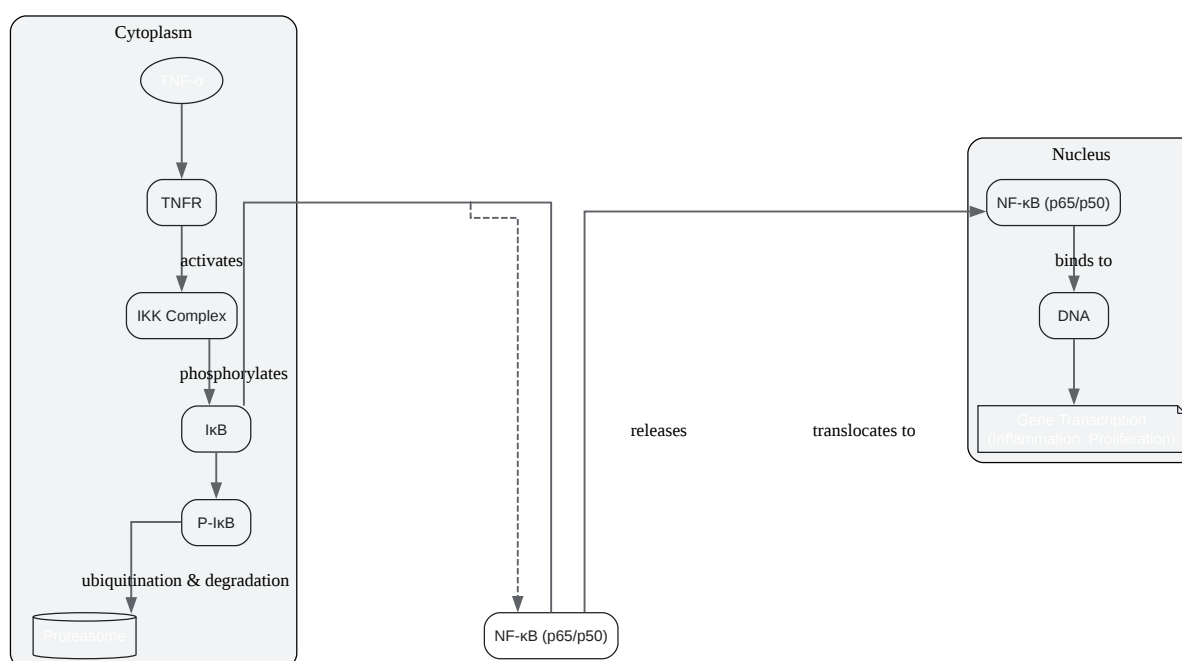 Cytoplasm
TNF-α
TNFR
activates
IKK Complex
phosphorylates
IκB
P-IκB
ubiquitination & degradation
Proteasome
NF-κB (p65/p50)
releases
translocates to
Nucleus
NF-κB (p65/p50)
binds to
DNA
Gene Transcription
(Inflammation, Proliferation)